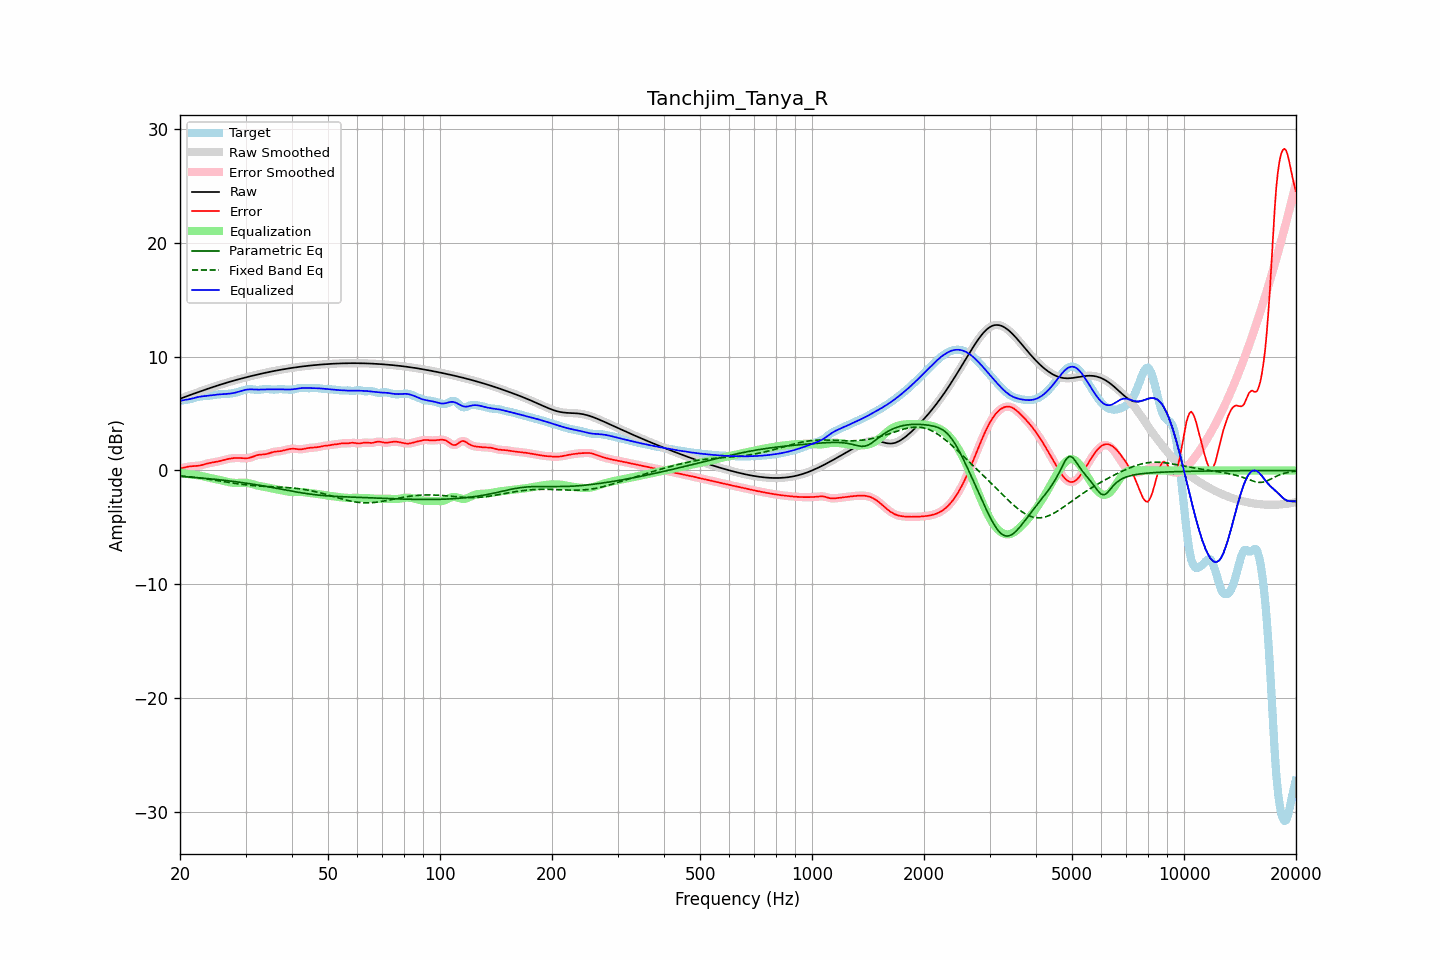 Tanchjim_Tanya_R
Target
Raw Smoothed
Error Smoothed
Raw
Error
Equalization
Parametric Eq
Fixed Band Eq
Equalized
30
20
10
0
−10
−20
−30
Amplitude (dBr)
20 50 100 200 500 1000 2000 5000 10000 20000
Frequency (Hz)